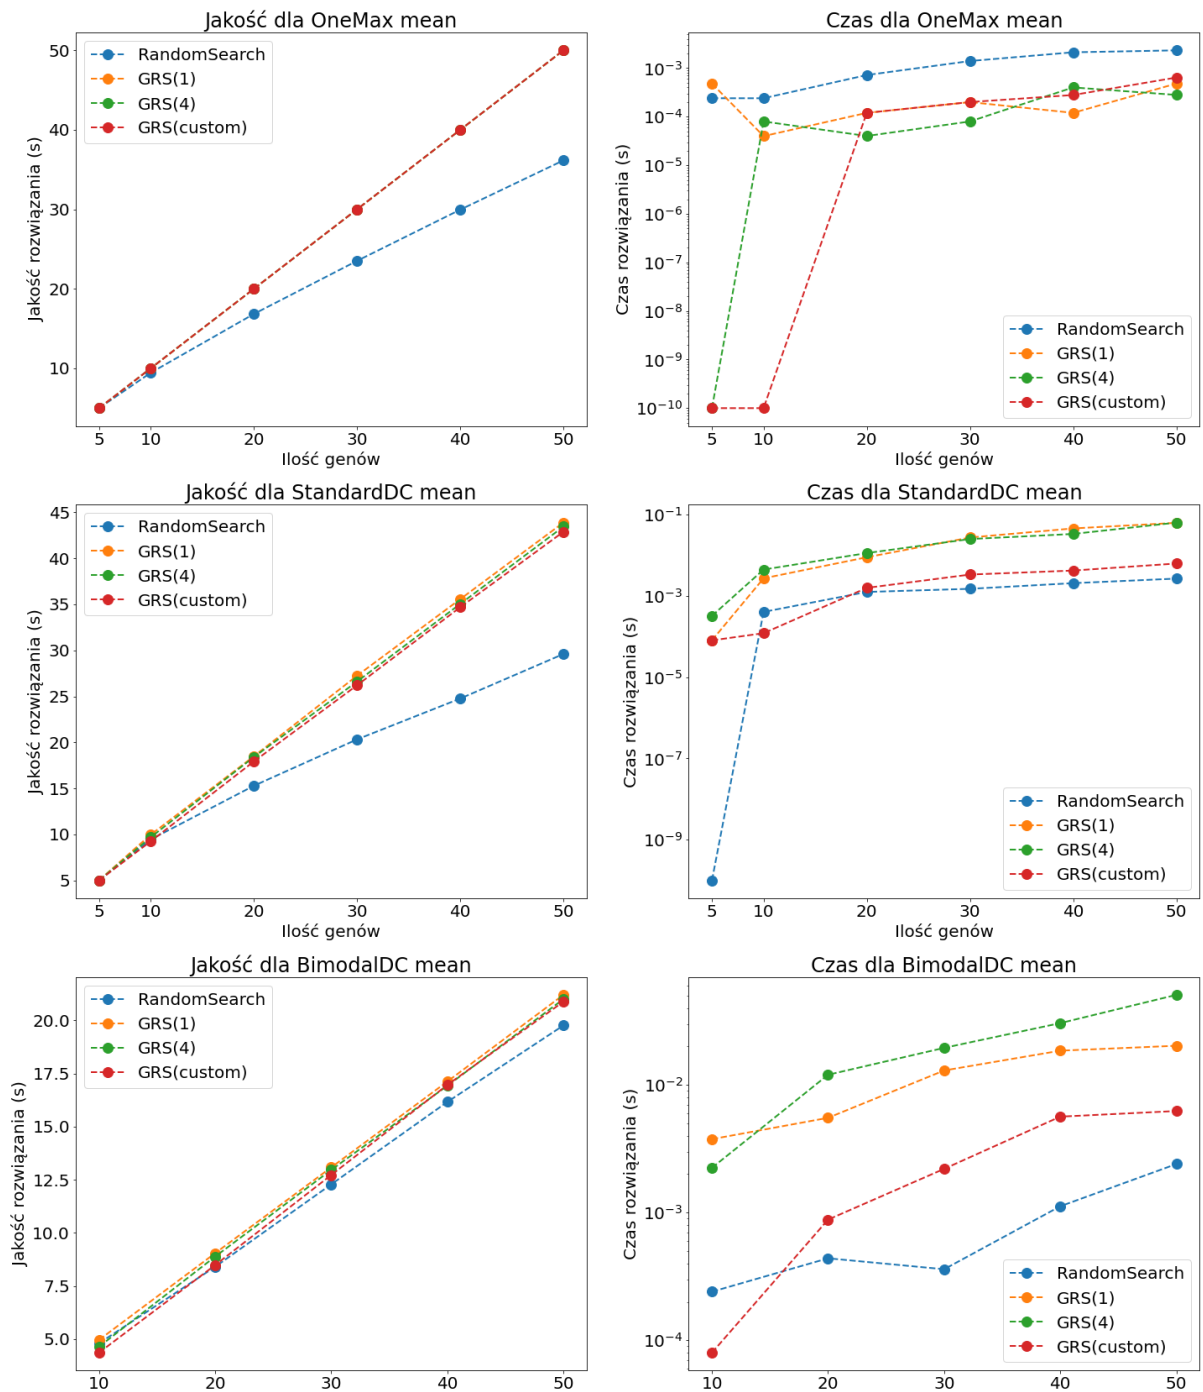 Jakość dla OneMax mean
Jakość rozwiązania (s)
50
40
30
20
10
RandomSearch
GRS(1)
GRS(4)
GRS(custom)
5 10 20 30 40 50
Ilość genów
Czas dla OneMax mean
Czas rozwiązania (s)
10⁻³
10⁻⁴
10⁻⁵
10⁻⁶
10⁻⁷
10⁻⁸
10⁻⁹
10⁻¹⁰
RandomSearch
GRS(1)
GRS(4)
GRS(custom)
5 10 20 30 40 50
Ilość genów
Jakość dla StandardDC mean
Jakość rozwiązania (s)
45
40
35
30
25
20
15
10
5
RandomSearch
GRS(1)
GRS(4)
GRS(custom)
5 10 20 30 40 50
Ilość genów
Czas dla StandardDC mean
Czas rozwiązania (s)
10⁻¹
10⁻³
10⁻⁵
10⁻⁷
10⁻⁹
RandomSearch
GRS(1)
GRS(4)
GRS(custom)
5 10 20 30 40 50
Ilość genów
Jakość dla BimodalDC mean
Jakość rozwiązania (s)
20.0
17.5
15.0
12.5
10.0
7.5
5.0
RandomSearch
GRS(1)
GRS(4)
GRS(custom)
10 20 30 40 50
Czas dla BimodalDC mean
Czas rozwiązania (s)
10⁻²
10⁻³
10⁻⁴
RandomSearch
GRS(1)
GRS(4)
GRS(custom)
10 20 30 40 50